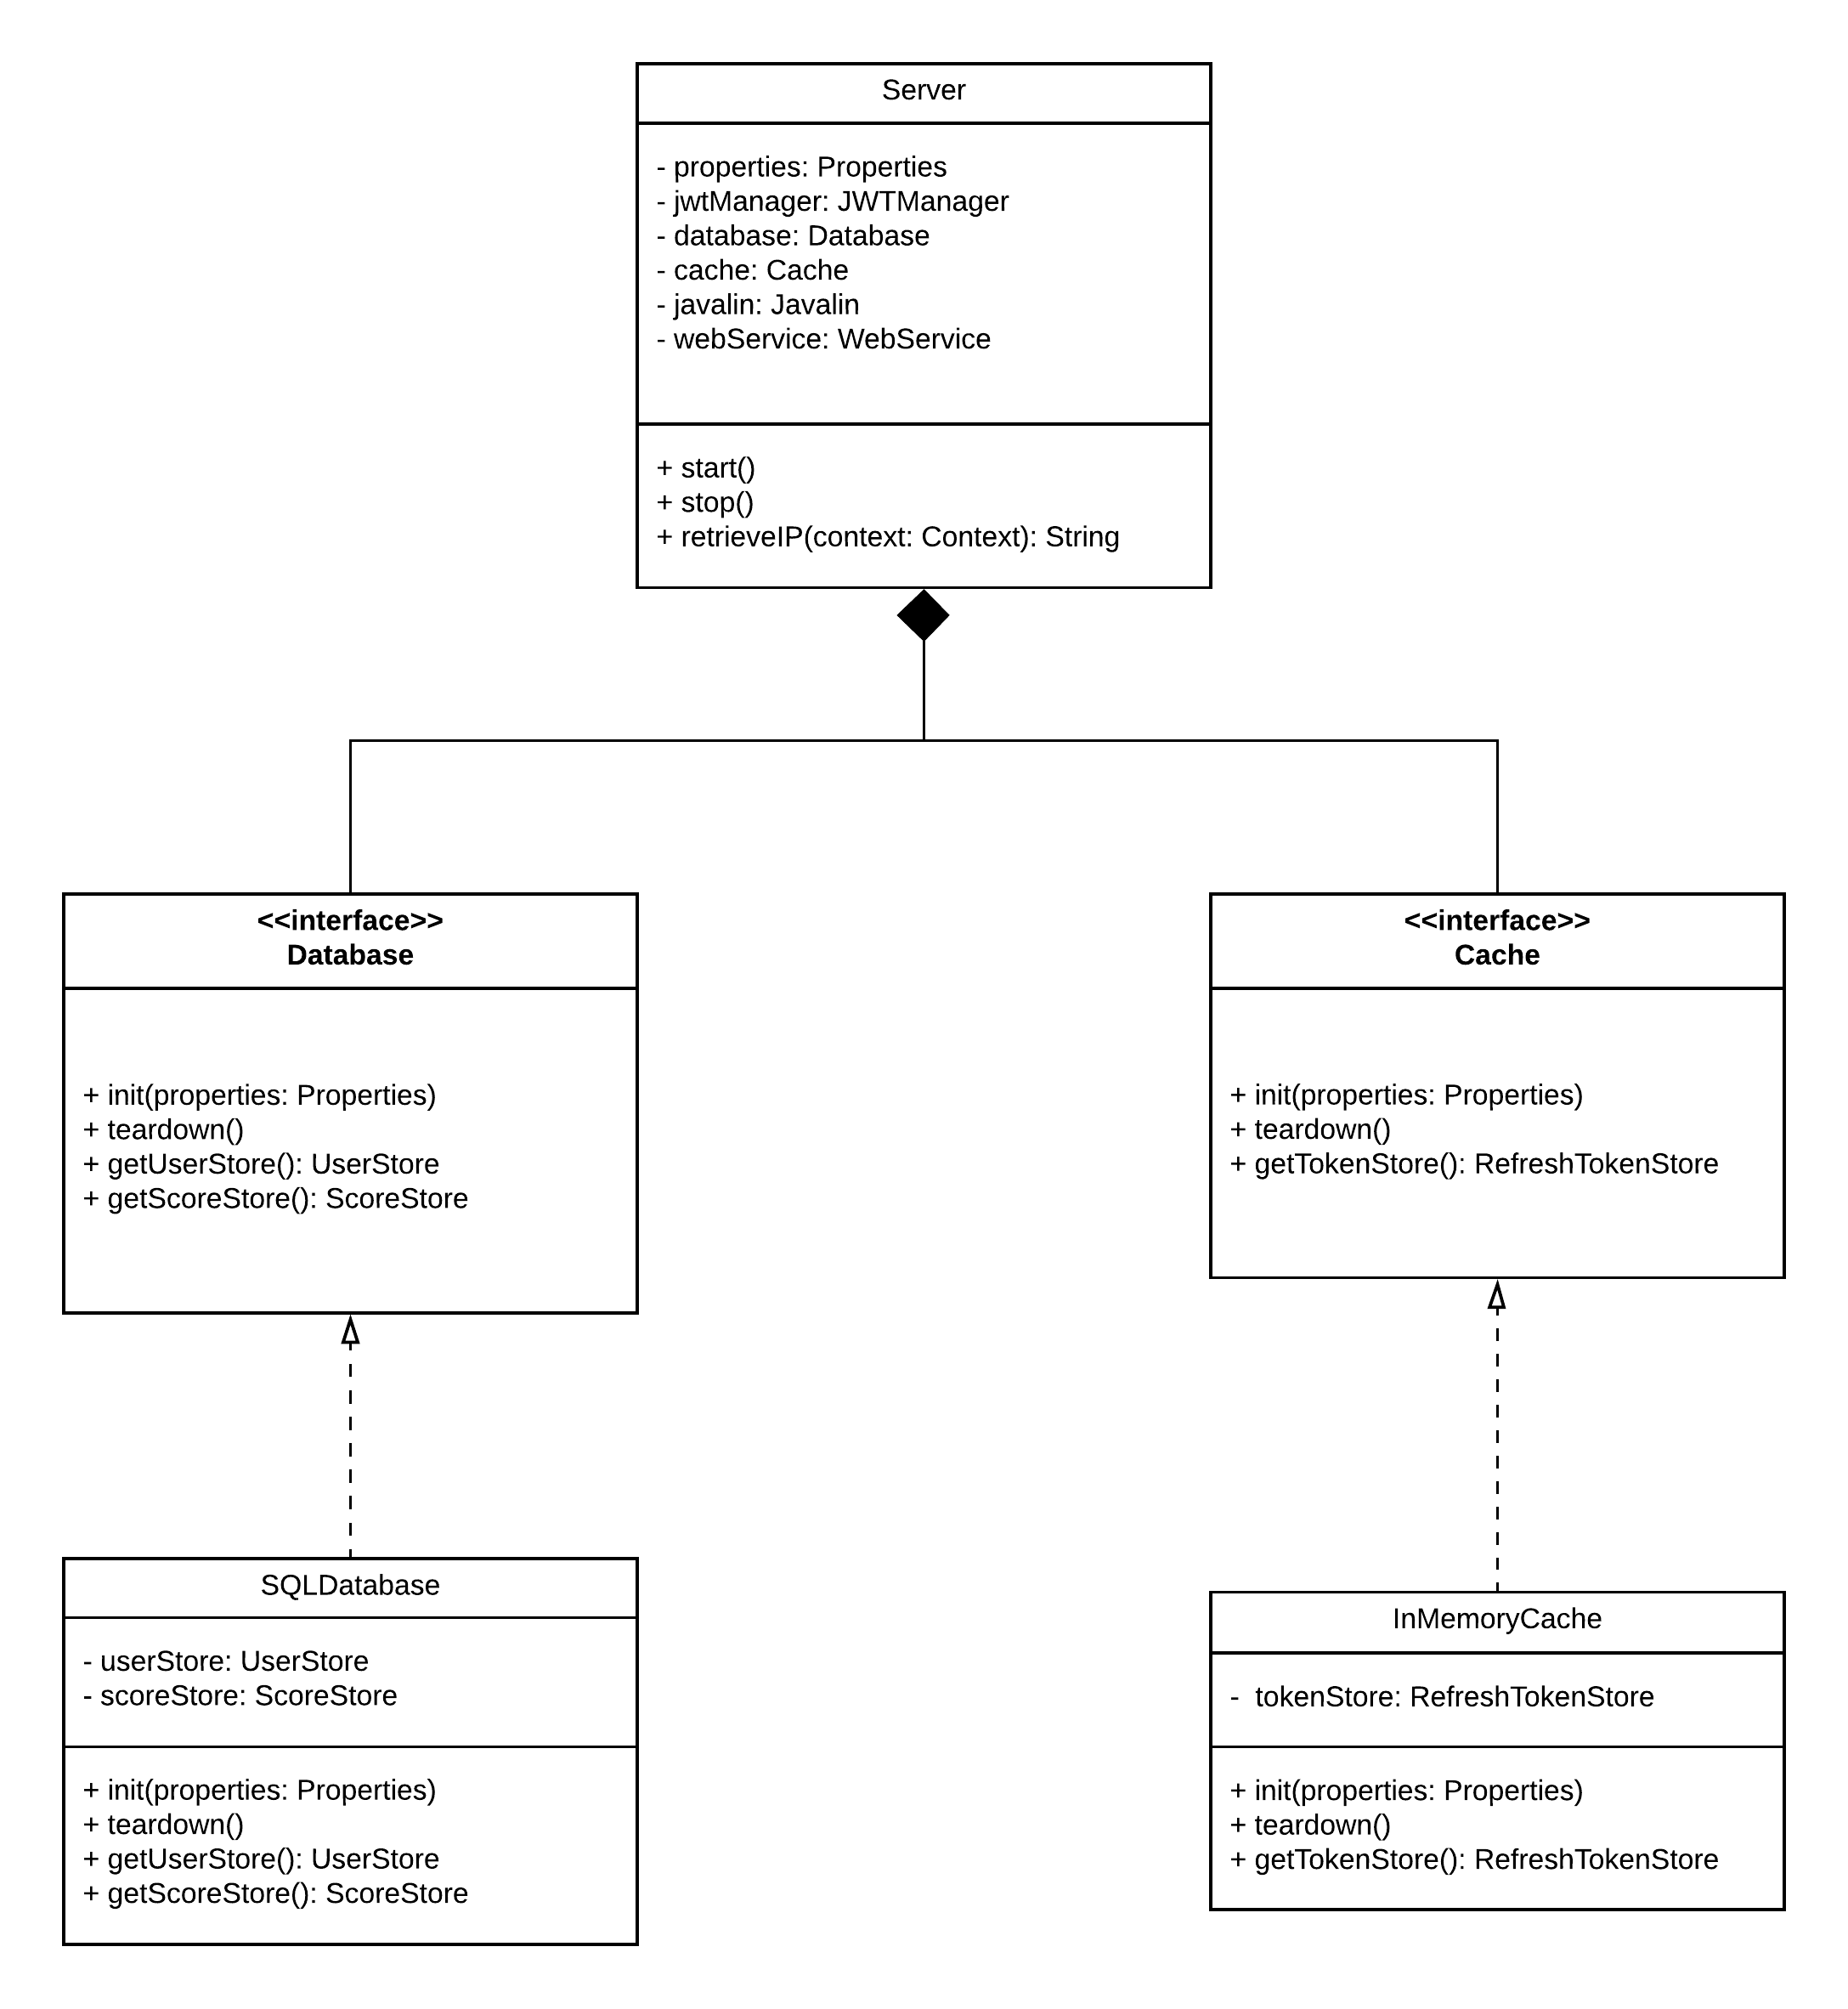 Server
- properties: Properties
- jwtManager: JWTManager
- database: Database
- cache: Cache
- javalin: Javalin
- webService: WebService
+ start()
+ stop()
+ retrieveIP(context: Context): String
<<interface>>
Database
+ init(properties: Properties)
+ teardown()
+ getUserStore(): UserStore
+ getScoreStore(): ScoreStore
<<interface>>
Cache
+ init(properties: Properties)
+ teardown()
+ getTokenStore(): RefreshTokenStore
SQLDatabase
- userStore: UserStore
- scoreStore: ScoreStore
+ init(properties: Properties)
+ teardown()
+ getUserStore(): UserStore
+ getScoreStore(): ScoreStore
InMemoryCache
-  tokenStore: RefreshTokenStore
+ init(properties: Properties)
+ teardown()
+ getTokenStore(): RefreshTokenStore